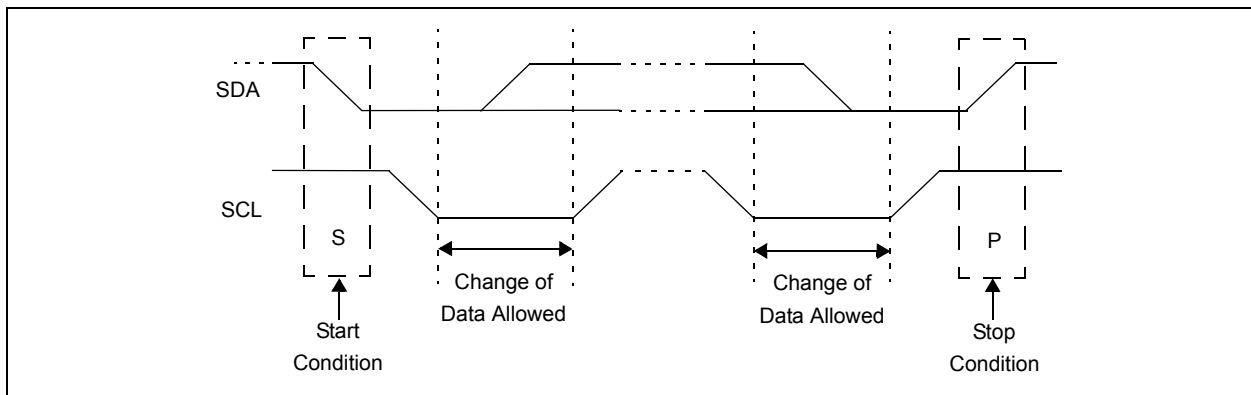 SDA
SCL
S
P
Change of
Data Allowed
Change of
Data Allowed
Start
Condition
Stop
Condition